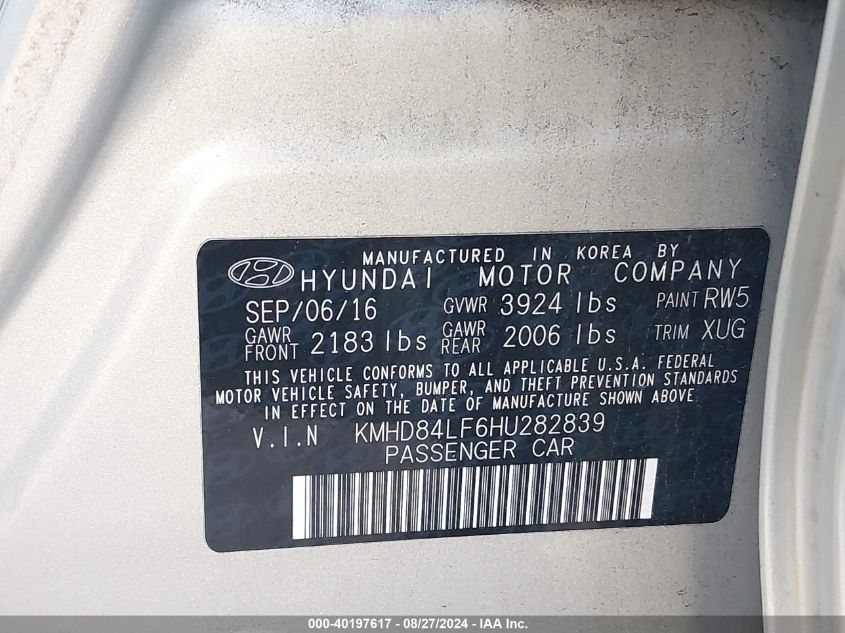 MANUFACTURED IN KOREA BY
HYUNDAI MOTOR COMPANY
SEP/06/16 GVWR 3924 lbs PAINT RW5
GAWR FRONT 2183 lbs GAWR REAR 2006 lbs TRIM XUG
THIS VEHICLE CONFORMS TO ALL APPLICABLE U.S.A. FEDERAL
MOTOR VEHICLE SAFETY, BUMPER, AND THEFT PREVENTION STANDARDS
IN EFFECT ON THE DATE OF MANUFACTURE SHOWN ABOVE.
V.I.N KMHD84LF6HU282839
PASSENGER CAR
000-40197617 - 08/27/2024 - IAAI.com